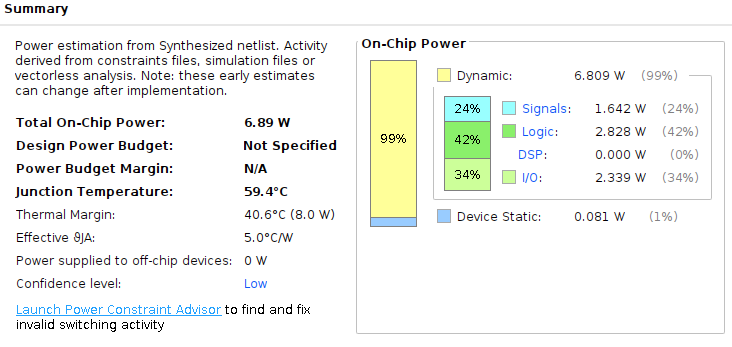 Summary
Power estimation from Synthesized netlist. Activity
derived from constraints files, simulation files or
vectorless analysis. Note: these early estimates
can change after implementation.
Total On-Chip Power: 6.89 W
Design Power Budget: Not Specified
Power Budget Margin: N/A
Junction Temperature: 59.4°C
Thermal Margin: 40.6°C (8.0 W)
Effective ϑJA: 5.0°C/W
Power supplied to off-chip devices: 0 W
Confidence level: Low
Launch Power Constraint Advisor to find and fix
invalid switching activity
On-Chip Power
99%
Dynamic: 6.809 W (99%)
24% Signals: 1.642 W (24%)
42% Logic: 2.828 W (42%)
DSP: 0.000 W (0%)
34% I/O: 2.339 W (34%)
Device Static: 0.081 W (1%)